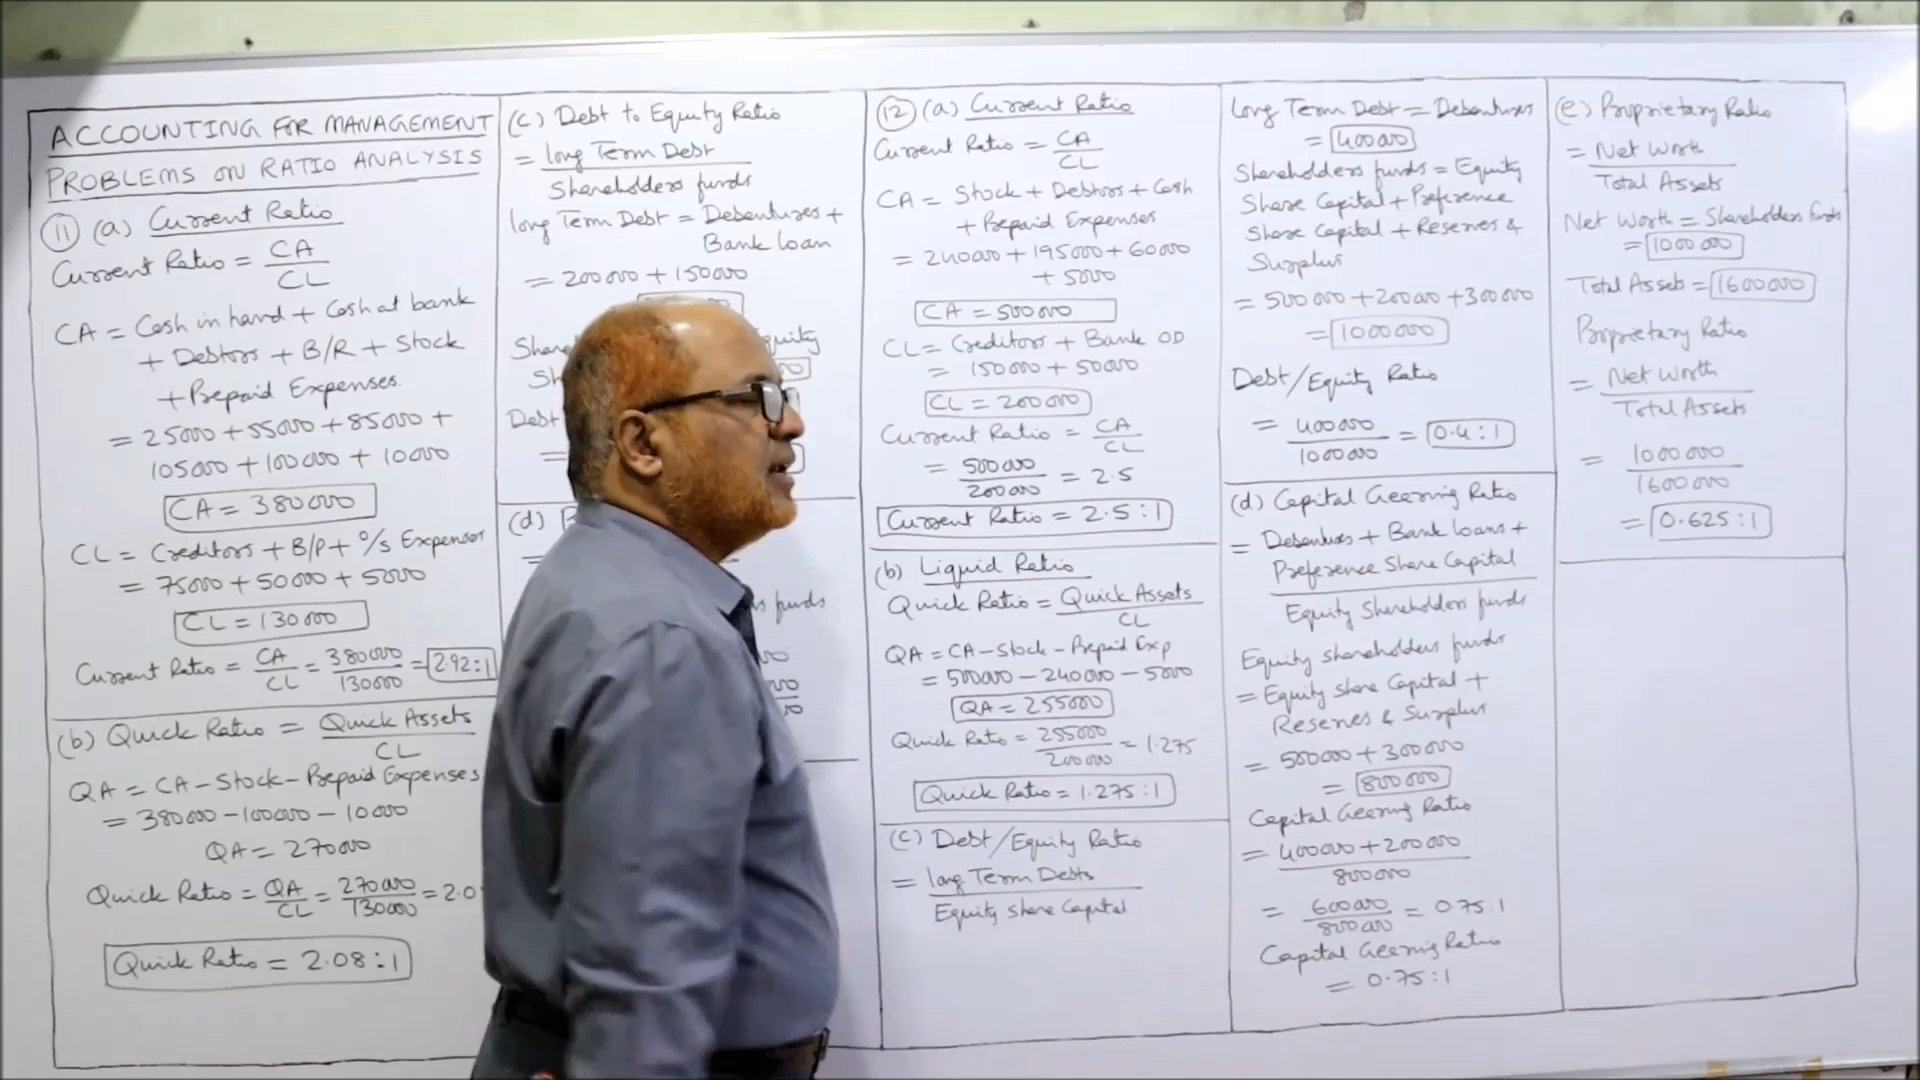 ACCOUNTING FOR MANAGEMENT
PROBLEMS ON RATIO ANALYSIS
11 (a) Current Ratio
Current Ratio = CA
CL
CA = Cash in hand + Cash at bank
+ Debtors + B/R + Stock
+ Prepaid Expenses.
= 25000 + 55000 + 85000 +
105000 + 100000 + 10000
CA = 380000
CL = Creditors + B/P + O/s Expenses
= 75000 + 50000 + 5000
CL = 130000
Current Ratio = CA/CL = 380000/130000 = 2.92:1
(b) Quick Ratio = Quick Assets
CL
QA = CA - Stock - Prepaid Expenses
= 380000 - 100000 - 10000
QA = 270000
Quick Ratio = QA/CL = 270000/130000 = 2.0
Quick Ratio = 2.08:1
(c) Debt to Equity Ratio
= long Term Debt
Shareholders funds
long Term Debt = Debentures +
Bank loan
= 200000 + 150000
Debt
=
(d)
=
funds
12 (a) Current Ratio
Current Ratio = CA
CL
CA = Stock + Debtors + Cash
+ Prepaid Expenses.
= 240000 + 195000 + 60000
+ 5000
CA = 500000
CL = Creditors + Bank OD
= 150000 + 50000
CL = 200000
Current Ratio = CA
CL
= 500000/200000 = 2.5
Current Ratio = 2.5:1
(b) Liquid Ratio
Quick Ratio = Quick Assets
CL
QA = CA - Stock - Prepaid Exp
= 500000 - 240000 - 5000
QA = 255000
Quick Ratio = 255000/200000 = 1.275
Quick Ratio = 1.275:1
(c) Debt/Equity Ratio
= long Term Debts
Equity Share Capital
long Term Debt = Debentures
= 400000
Shareholders funds = Equity
Share Capital + Preference
Share Capital + Reserves &
Surplus
= 500000 + 200000 + 300000
= 1000000
Debt/Equity Ratio
= 400000/1000000 = 0.4:1
(d) Capital Geering Ratio
= Debentures + Bank Loans +
Preference Share Capital
Equity Shareholders funds
Equity shareholders funds
= Equity share Capital +
Reserves & Surplus
= 500000 + 300000
= 800000
Capital Geering Ratio
= 400000 + 200000
800000
= 600000/800000 = 0.75:1
Capital Geering Ratio
= 0.75:1
(e) Proprietary Ratio
= Net Worth
Total Assets
Net Worth = Shareholders funds
= 1000000
Total Assets = 1600000
Proprietary Ratio
= Net Worth
Total Assets
= 1000000
1600000
= 0.625:1